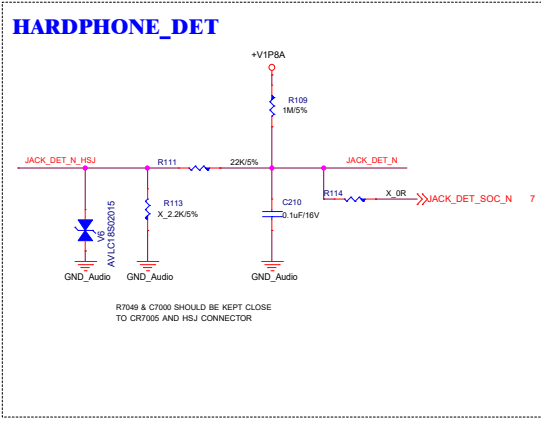 HARDPHONE_DET
+V1P8A
R109
1M/5%
JACK_DET_N_HSJ
R111
22K/5%
JACK_DET_N
R113
X_2.2K/5%
C210
0.1uF/16V
R114
X_0R
JACK_DET_SOC_N 7
V6
AVLC18S02015
GND_Audio
GND_Audio
GND_Audio
R7049 & C7000 SHOULD BE KEPT CLOSE
TO CR7005 AND HSJ CONNECTOR